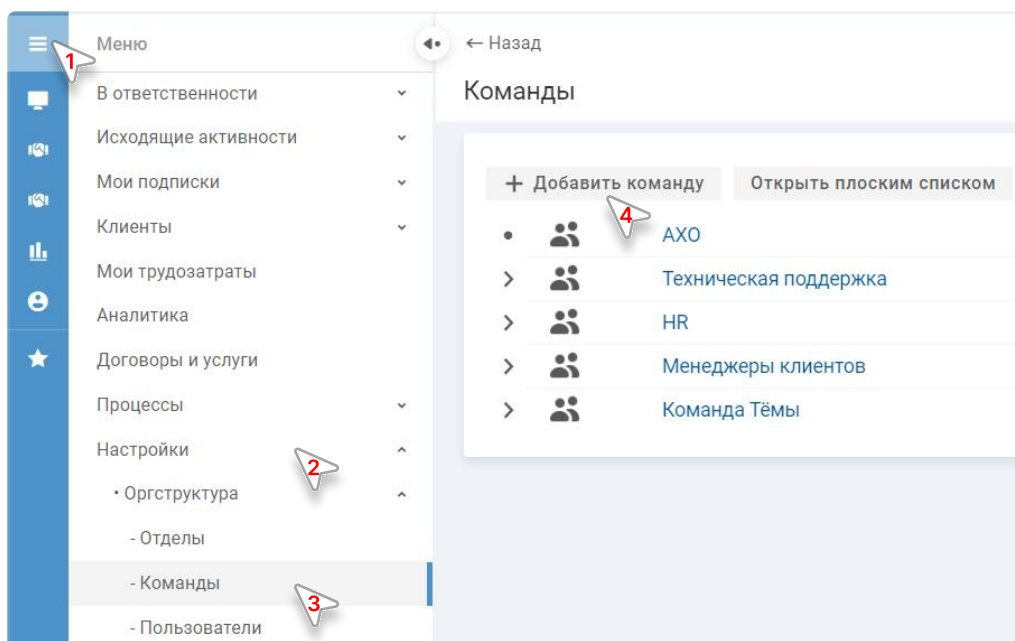 Меню
В ответственности
Исходящие активности
Мои подписки
Клиенты
Мои трудозатраты
Аналитика
Договоры и услуги
Процессы
Настройки
• Оргструктура
- Отделы
- Команды
- Пользователи
1
2
3
← Назад
Команды
+ Добавить команду
Открыть плоским списком
4
АХО
Техническая поддержка
HR
Менеджеры клиентов
Команда Тёмы